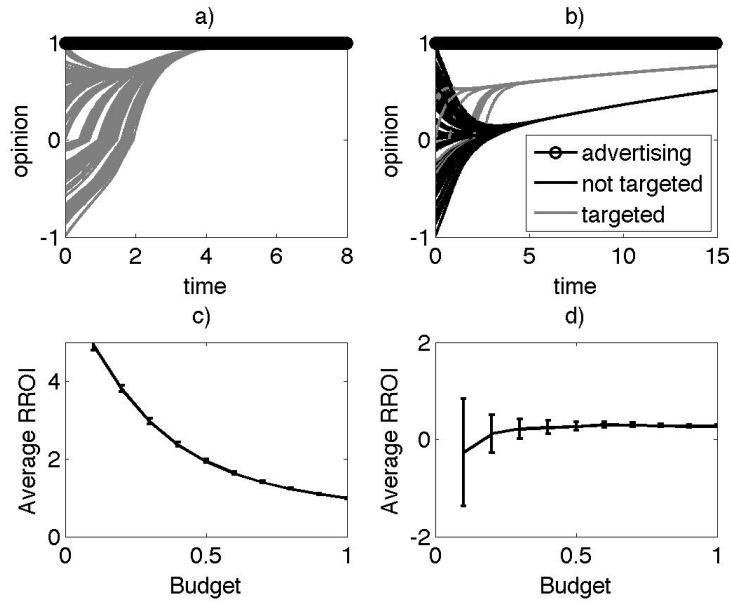 a)
1
0
-1
opinion
0 2 4 6 8
time
b)
1
0
-1
opinion
advertising
not targeted
targeted
0 5 10 15
time
c)
4
2
0
Average RROI
0 0.5 1
Budget
d)
2
0
-2
Average RROI
0 0.5 1
Budget